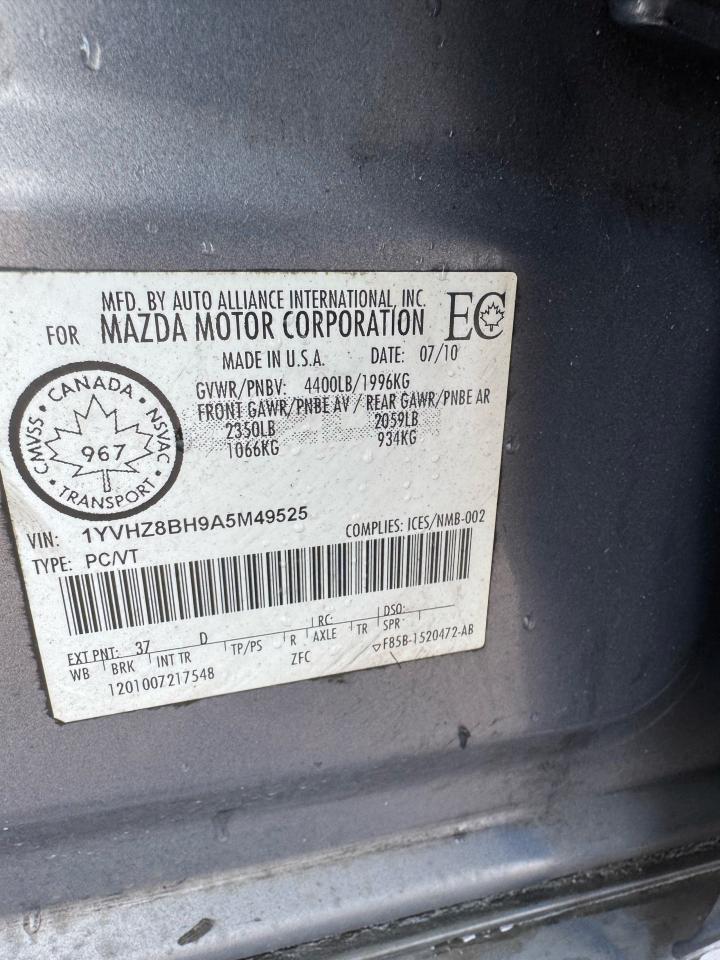 MFD. BY AUTO ALLIANCE INTERNATIONAL, INC.
FOR MAZDA MOTOR CORPORATION
EC
MADE IN U.S.A. DATE: 07/10
GVWR/PNBV: 4400LB/1996KG
FRONT GAWR/PNBE AV / REAR GAWR/PNBE AR
2350LB 2059LB
1066KG 934KG
CANADA
CMVSS • NSVAC
967
TRANSPORT
VIN: 1YVHZ8BH9A5M49525
COMPLIES: ICES/NMB-002
TYPE: PC/VT
EXT PNT: 37 D RC: DSO:
WB BRK INT TR TP/PS R AXLE TR SPR
ZFC F85B-1520472-AB
1201007217548